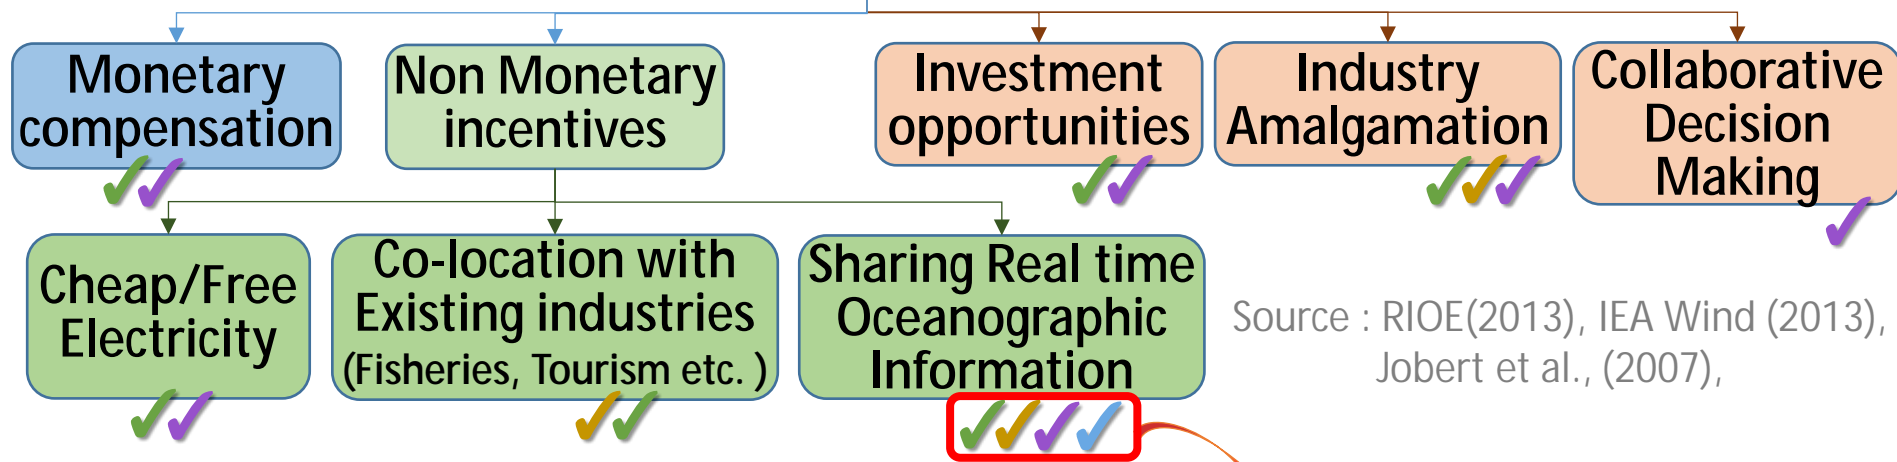 Monetary
compensation
Non Monetary
incentives
Investment
opportunities
Industry
Amalgamation
Collaborative
Decision
Making
Cheap/Free
Electricity
Co-location with
Existing industries
(Fisheries, Tourism etc. )
Sharing Real time
Oceanographic
Information
Source : RIOE(2013), IEA Wind (2013),
Jobert et al., (2007),